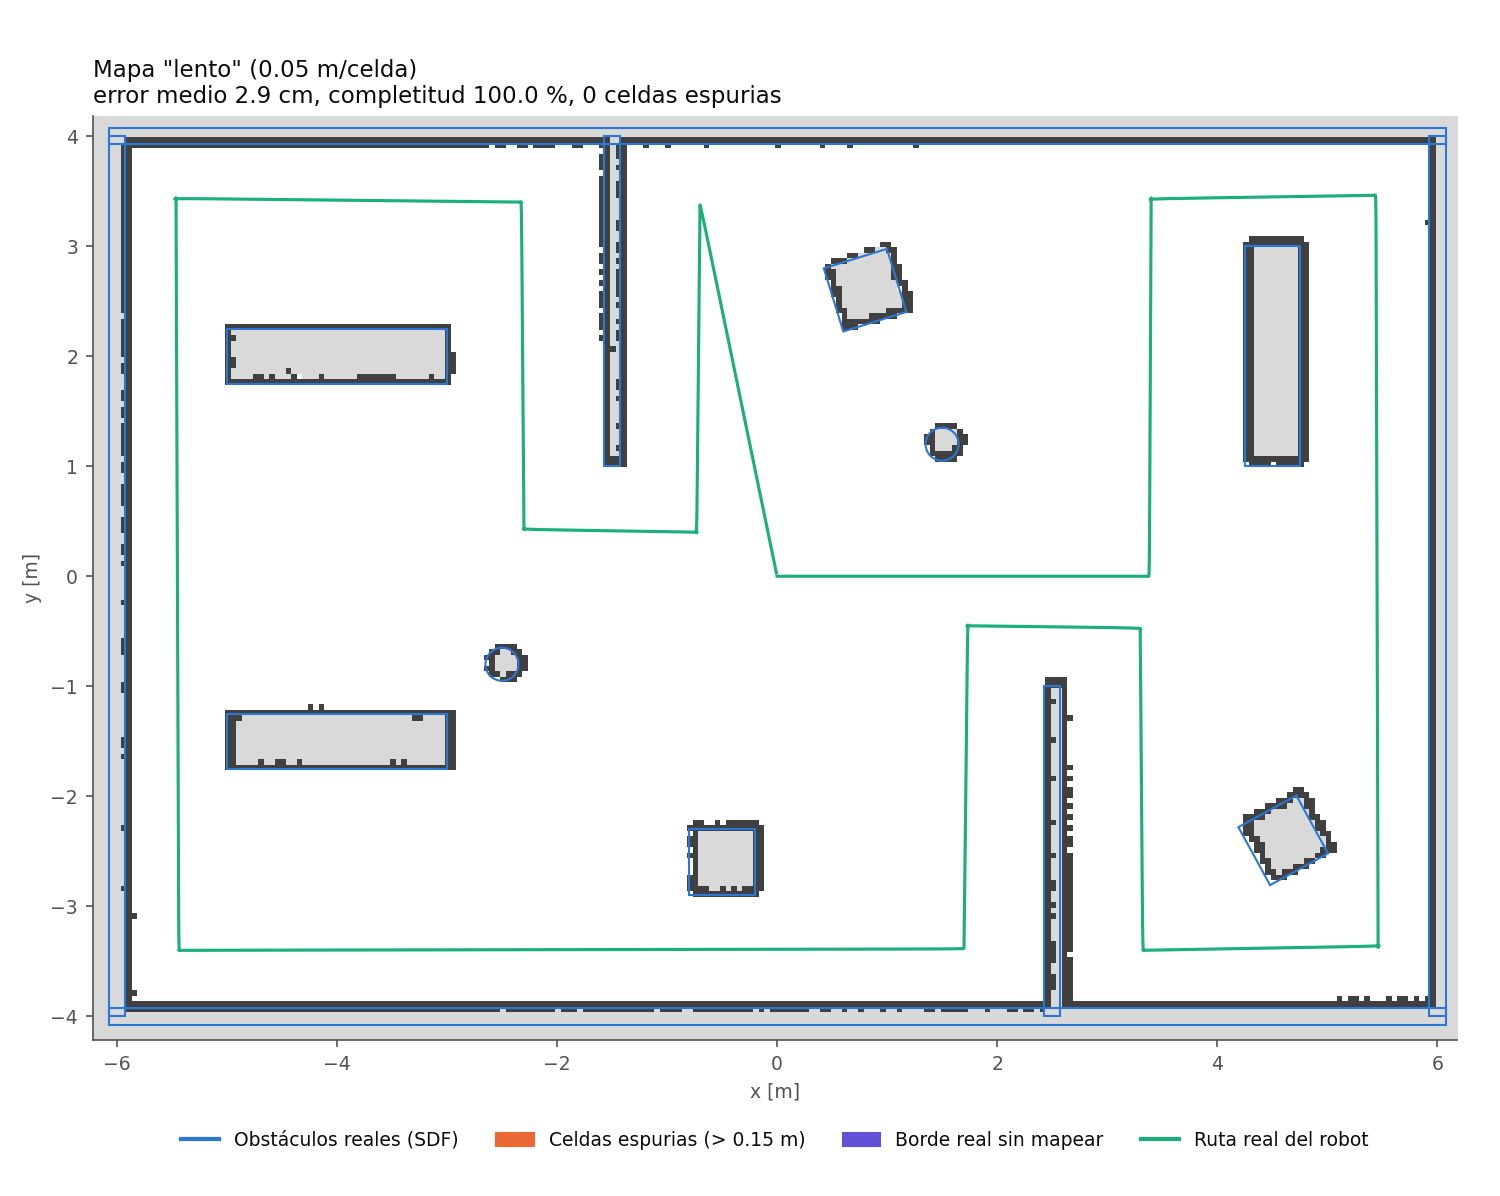 Mapa "lento" (0.05 m/celda)
error medio 2.9 cm, completitud 100.0 %, 0 celdas espurias
4
3
2
1
0
−1
−2
−3
−4
y [m]
−6
−4
−2
0
2
4
6
x [m]
Obstáculos reales (SDF)
Celdas espurias (> 0.15 m)
Borde real sin mapear
Ruta real del robot